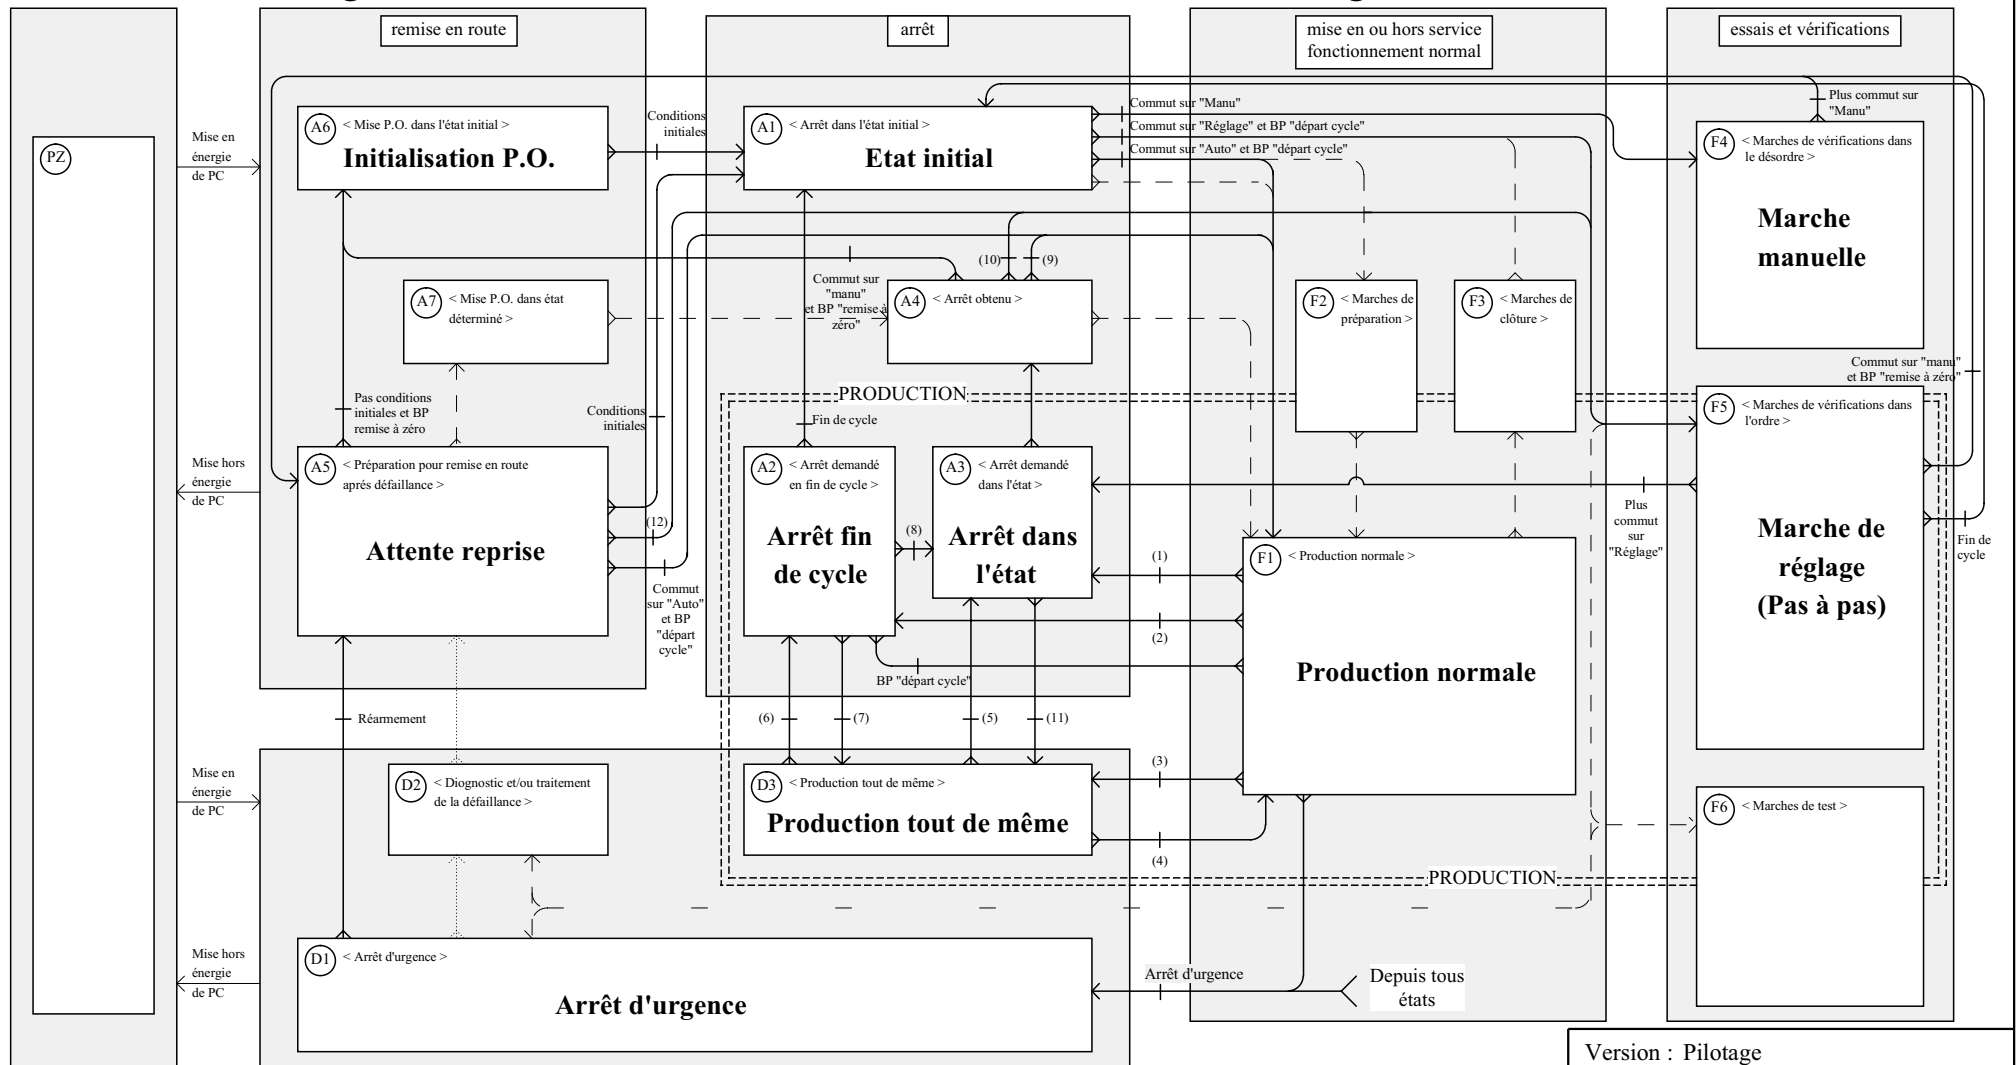 remise en route
arrêt
mise en ou hors service
fonctionnement normal
essais et vérifications
PZ
Mise en
énergie
de PC
Mise hors
énergie
de PC
Mise en
énergie
de PC
Mise hors
énergie
de PC
A6
< Mise P.O. dans l'état initial >
Initialisation P.O.
Conditions
initiales
A1
< Arrêt dans l'état initial >
Etat initial
Commut sur "Manu"
Commut sur "Réglage" et BP "départ cycle"
Commut sur "Auto" et BP "départ cycle"
Plus commut sur
"Manu"
F4
< Marches de vérifications dans
le désordre >
Marche
manuelle
A7
< Mise P.O. dans état
déterminé >
Commut sur
"manu"
et BP "remise à
zéro"
(10)
(9)
A4
< Arrêt obtenu >
F2
< Marches de
préparation >
F3
< Marches de
clôture >
Commut sur "manu"
et BP "remise à zéro"
Pas conditions
initiales et BP
remise à zéro
Conditions
initiales
PRODUCTION
Fin de cycle
A5
< Préparation pour remise en route
aprés défaillance >
Attente reprise
(12)
Commut
sur "Auto"
et BP
"départ
cycle"
A2
< Arrêt demandé
en fin de cycle >
Arrêt fin
de cycle
(8)
A3
< Arrêt demandé
dans l'état >
Arrêt dans
l'état
(1)
(2)
BP "départ cycle"
F1
< Production normale >
Production normale
Plus
commut
sur
"Réglage"
F5
< Marches de vérifications dans
l'ordre >
Marche de
réglage
(Pas à pas)
Fin de
cycle
Réarmement
(6)
(7)
(5)
(11)
(3)
(4)
D2
< Diagnostic et/ou traitement
de la défaillance >
D3
< Production tout de même >
Production tout de même
F6
< Marches de test >
PRODUCTION
D1
< Arrêt d'urgence >
Arrêt d'urgence
Arrêt d'urgence
Depuis tous
états
Version : Pilotage